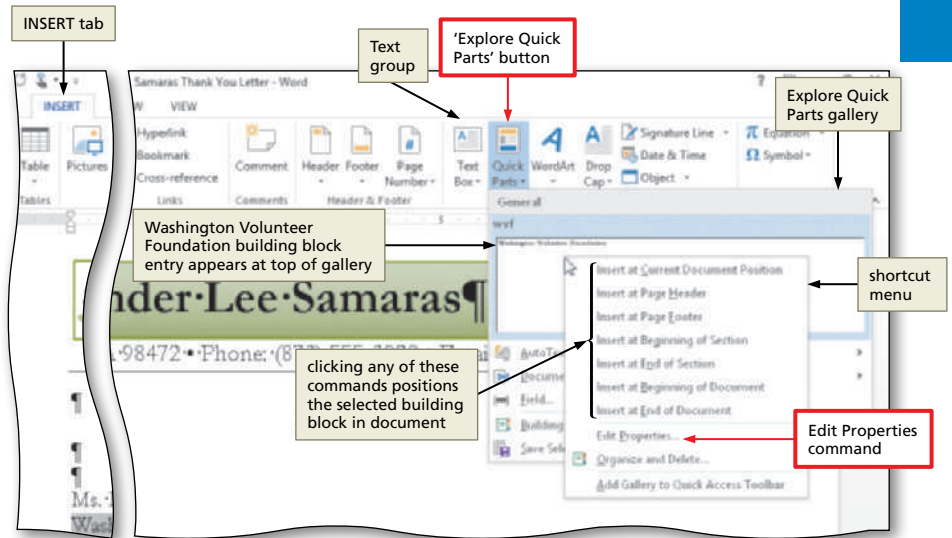 INSERT tab
Text
group
'Explore Quick
Parts' button
Explore Quick
Parts gallery
Samaras Thank You Letter - Word
?
INSERT
W VIEW
Table
Pictures
Hyperlink
Bookmark
Cross-reference
Comment
Header
Footer
Page
Number
Text
Box
Quick
Parts
WordArt
Drop
Cap
Signature Line
Date & Time
Object
π Equation
Ω Symbol
Tables
Links
Comments
Header & Footer
General
wvf
Washington Volunteer Foundation
Washington Volunteer
Foundation building block
entry appears at top of gallery
shortcut
menu
Insert at Current Document Position
Insert at Page Header
Insert at Page Footer
Insert at Beginning of Section
Insert at End of Section
Insert at Beginning of Document
Insert at End of Document
Edit Properties...
Organize and Delete...
Add Gallery to Quick Access Toolbar
nder·Lee·Samaras¶
98472·•·Phone:·(8
AutoTe
Docume
Field...
Building
Save Sele
clicking any of these
commands positions
the selected building
block in document
Edit Properties
command
¶
¶
¶
Ms.
Wash